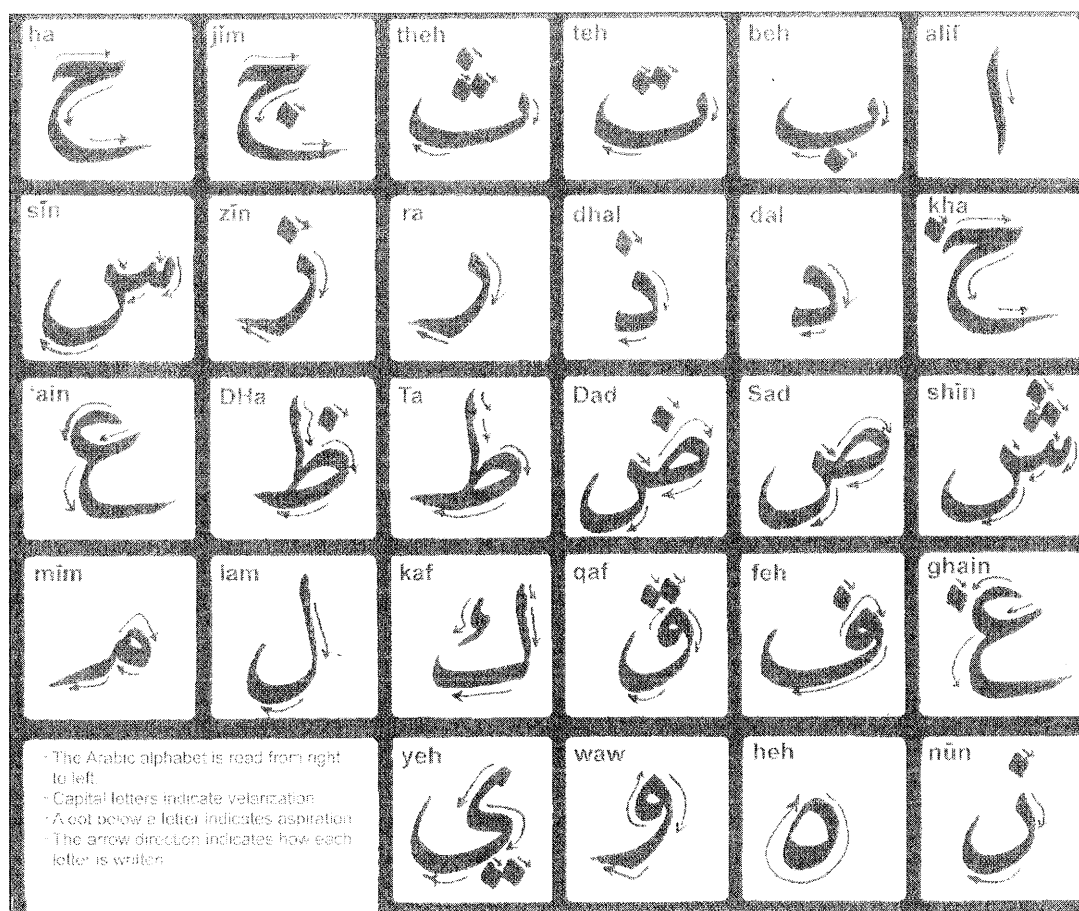 ha jīm theh teh beh alif
ا ب ت ث ج ح
sīn zīn ra dhal dal kha
خ د ذ ر ز س
'ain DHa Ta Dad Sad shīn
ش ص ض ط ظ ع
mīm lam kaf qaf feh ghain
غ ف ق ك ل م
yeh waw heh nūn
ن ه و ي
- The Arabic alphabet is read from right
to left.
- Capital letters indicate velarization
- A dot below a letter indicates aspiration
- The arrow direction indicates how each
letter is written